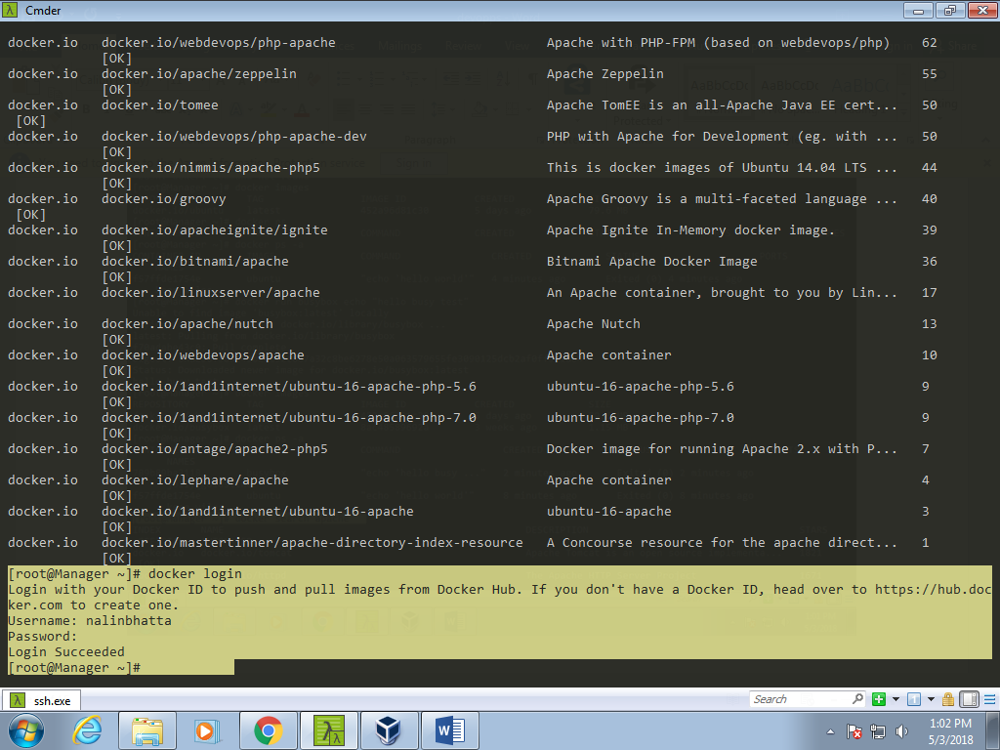 Cmder
docker.io docker.io/webdevops/php-apache Apache with PHP-FPM (based on webdevops/php) 62
[OK]
docker.io docker.io/apache/zeppelin Apache Zeppelin 55
[OK]
docker.io docker.io/tomee Apache TomEE is an all-Apache Java EE cert... 50
[OK]
docker.io docker.io/webdevops/php-apache-dev PHP with Apache for Development (eg. with ... 50
[OK]
docker.io docker.io/nimmis/apache-php5 This is docker images of Ubuntu 14.04 LTS ... 44
[OK]
docker.io docker.io/groovy Apache Groovy is a multi-faceted language ... 40
[OK]
docker.io docker.io/apacheignite/ignite Apache Ignite In-Memory docker image. 39
[OK]
docker.io docker.io/bitnami/apache Bitnami Apache Docker Image 36
[OK]
docker.io docker.io/linuxserver/apache An Apache container, brought to you by Lin... 17
docker.io docker.io/apache/nutch Apache Nutch 13
[OK]
docker.io docker.io/webdevops/apache Apache container 10
[OK]
docker.io docker.io/1and1internet/ubuntu-16-apache-php-5.6 ubuntu-16-apache-php-5.6 9
[OK]
docker.io docker.io/1and1internet/ubuntu-16-apache-php-7.0 ubuntu-16-apache-php-7.0 9
[OK]
docker.io docker.io/antage/apache2-php5 Docker image for running Apache 2.x with P... 7
[OK]
docker.io docker.io/lephare/apache Apache container 4
[OK]
docker.io docker.io/1and1internet/ubuntu-16-apache ubuntu-16-apache 3
[OK]
docker.io docker.io/mastertinner/apache-directory-index-resource A Concourse resource for the apache direct... 1
[OK]
[root@Manager ~]# docker login
Login with your Docker ID to push and pull images from Docker Hub. If you don't have a Docker ID, head over to https://hub.doc
ker.com to create one.
Username: nalinbhatta
Password:
Login Succeeded
[root@Manager ~]#
ssh.exe Search
1:02 PM
5/3/2018